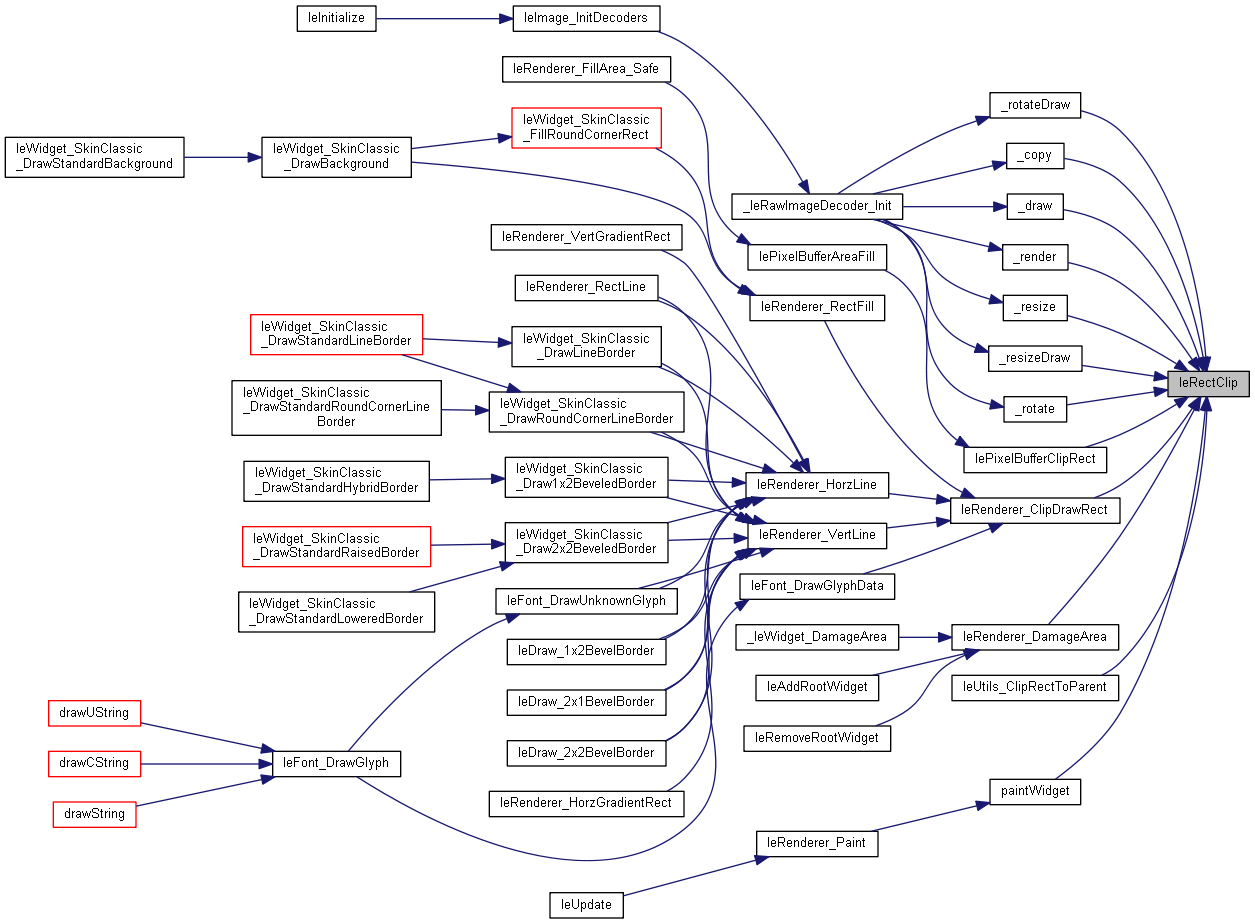 leInitialize
leImage_InitDecoders
leRenderer_FillArea_Safe
leWidget_SkinClassic
_FillRoundCornerRect
leWidget_SkinClassic
_DrawStandardBackground
leWidget_SkinClassic
_DrawBackground
_rotateDraw
_copy
_leRawImageDecoder_Init
_draw
leRenderer_VertGradientRect
lePixelBufferAreaFill
_render
leRenderer_RectLine
leRenderer_RectFill
_resize
leWidget_SkinClassic
_DrawStandardLineBorder
leWidget_SkinClassic
_DrawLineBorder
_resizeDraw
leRectClip
leWidget_SkinClassic
_DrawStandardRoundCornerLine
Border
leWidget_SkinClassic
_DrawRoundCornerLineBorder
_rotate
lePixelBufferClipRect
leWidget_SkinClassic
_DrawStandardHybridBorder
leWidget_SkinClassic
_Draw1x2BeveledBorder
leRenderer_HorzLine
leRenderer_ClipDrawRect
leWidget_SkinClassic
_DrawStandardRaisedBorder
leWidget_SkinClassic
_Draw2x2BeveledBorder
leRenderer_VertLine
leWidget_SkinClassic
_DrawStandardLoweredBorder
leFont_DrawUnknownGlyph
leFont_DrawGlyphData
leDraw_1x2BevelBorder
_leWidget_DamageArea
leRenderer_DamageArea
leAddRootWidget
leUtils_ClipRectToParent
leDraw_2x1BevelBorder
leRemoveRootWidget
drawUString
leDraw_2x2BevelBorder
drawCString
leFont_DrawGlyph
leRenderer_HorzGradientRect
paintWidget
drawString
leRenderer_Paint
leUpdate